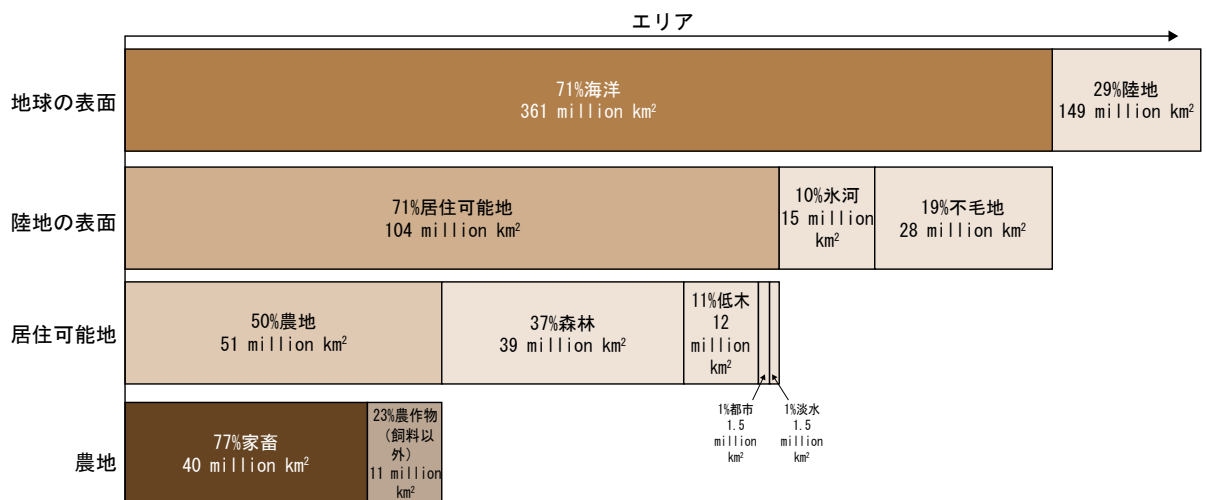 エリア
地球の表面
71%海洋
361 million km²
29%陸地
149 million km²
陸地の表面
71%居住可能地
104 million km²
10%氷河
15 million
km²
19%不毛地
28 million km²
居住可能地
50%農地
51 million km²
37%森林
39 million km²
11%低木
12
million
km²
1%都市
1.5
million
km²
1%淡水
1.5
million
km²
農地
77%家畜
40 million km²
23%農作物
(飼料以
外)
11 million
km²